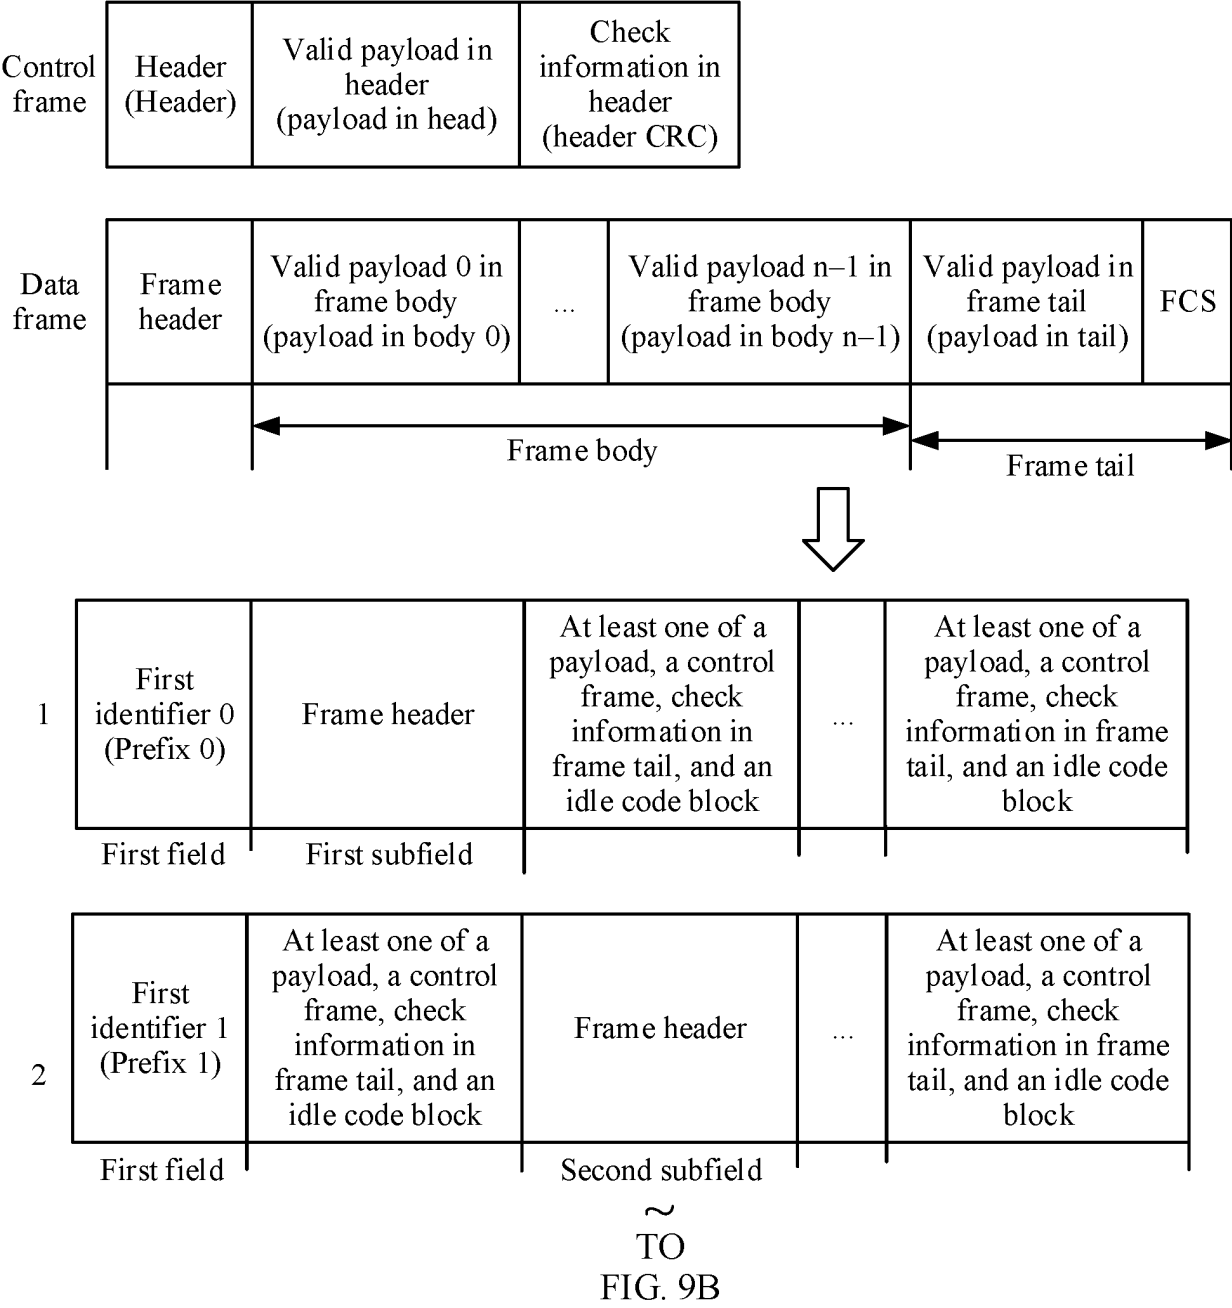 Control
frame
Header
(Header)
Valid payload in
header
(payload in head)
Check
information in
header
(header CRC)
Data
frame
Frame
header
Valid payload 0 in
frame body
(payload in body 0)
...
Valid payload n–1 in
frame body
(payload in body n–1)
Valid payload in
frame tail
(payload in tail)
FCS
Frame body
Frame tail
1
First
identifier 0
(Prefix 0)
Frame header
At least one of a
payload, a control
frame, check
information in
frame tail, and an
idle code block
...
At least one of a
payload, a control
frame, check
information in frame
tail, and an idle code
block
First field
First subfield
2
First
identifier 1
(Prefix 1)
At least one of a
payload, a control
frame, check
information in
frame tail, and an
idle code block
Frame header
...
At least one of a
payload, a control
frame, check
information in frame
tail, and an idle code
block
First field
Second subfield
~
TO
FIG. 9B